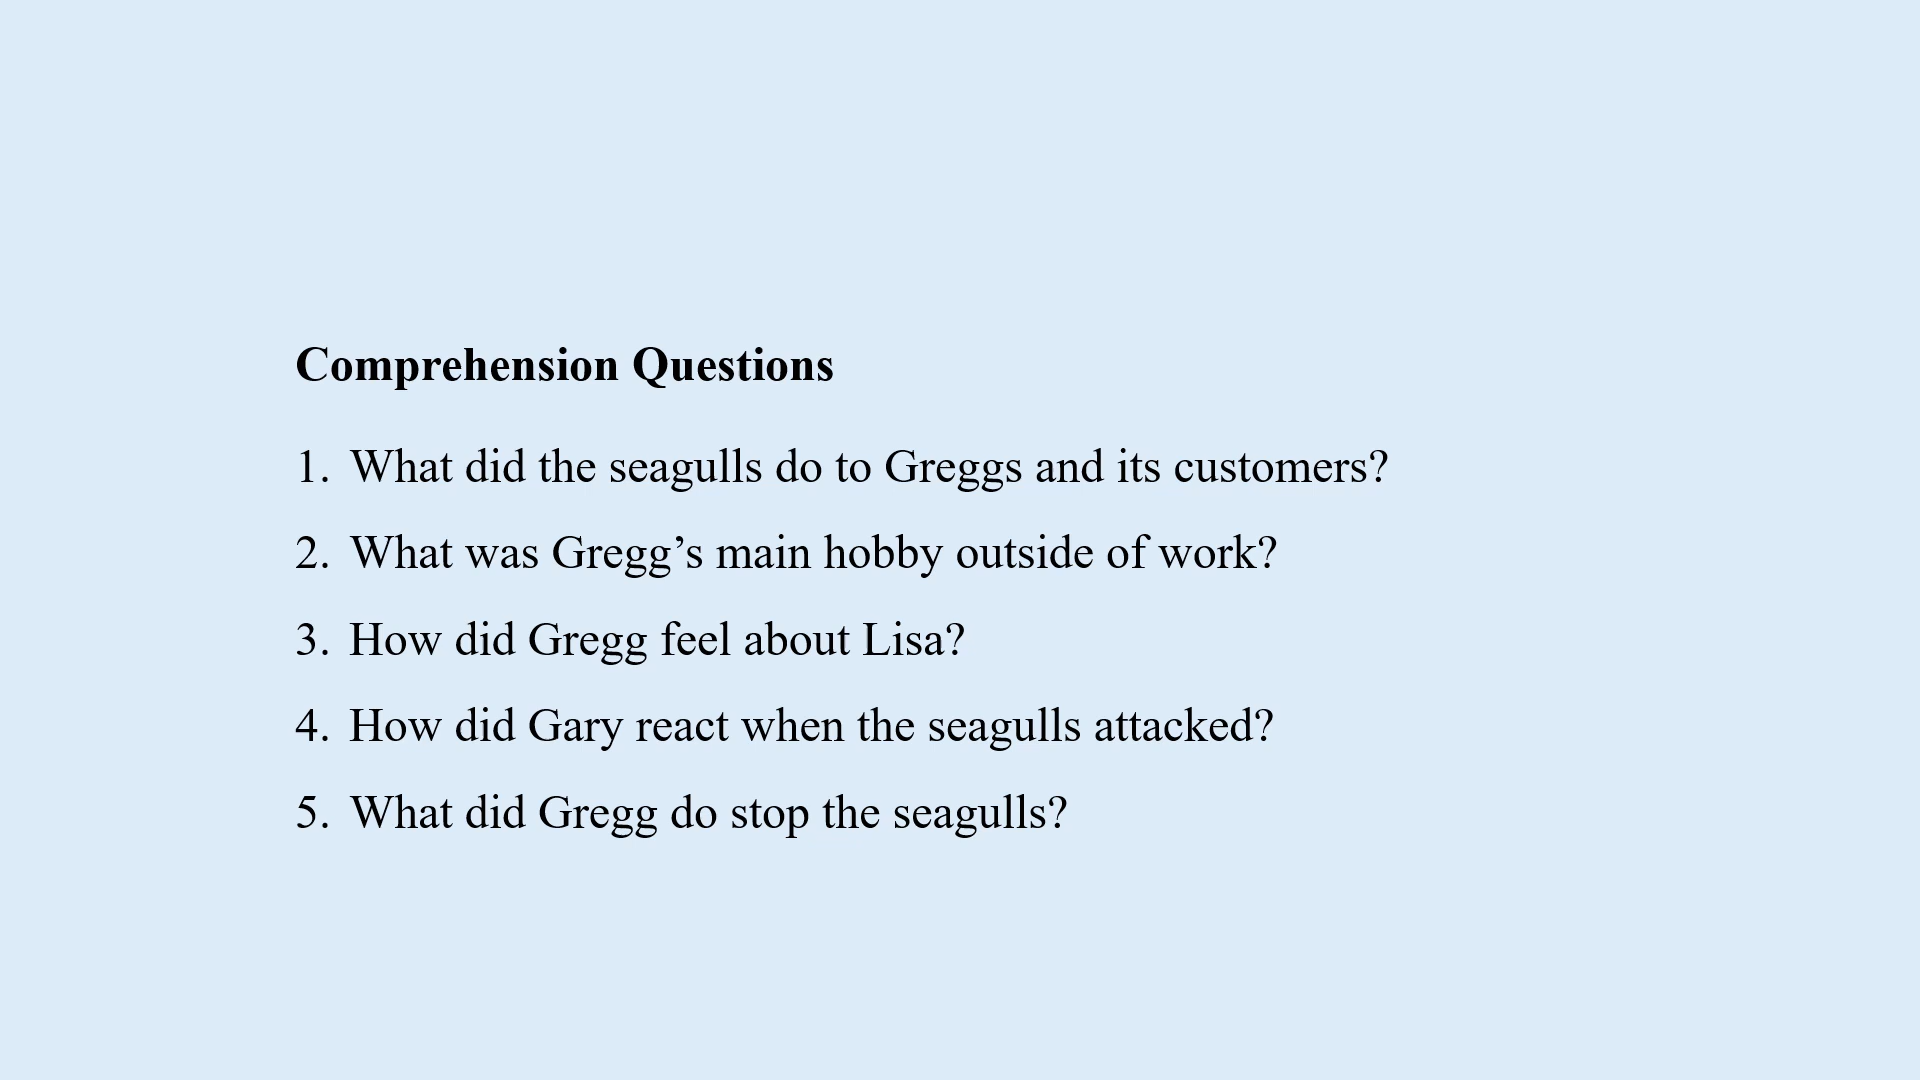 Comprehension Questions
1. What did the seagulls do to Greggs and its customers?
2. What was Gregg’s main hobby outside of work?
3. How did Gregg feel about Lisa?
4. How did Gary react when the seagulls attacked?
5. What did Gregg do stop the seagulls?